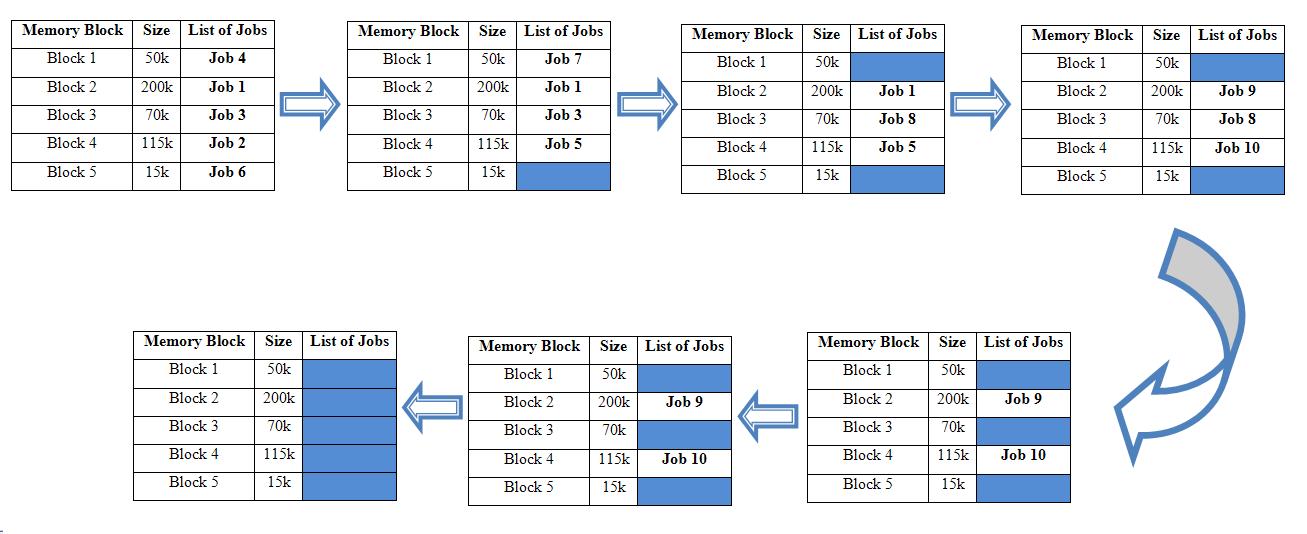 Memory Block Size List of Jobs
Block 1 50k Job 4
Block 2 200k Job 1
Block 3 70k Job 3
Block 4 115k Job 2
Block 5 15k Job 6
Memory Block Size List of Jobs
Block 1 50k Job 7
Block 2 200k Job 1
Block 3 70k Job 3
Block 4 115k Job 5
Block 5 15k
Memory Block Size List of Jobs
Block 1 50k
Block 2 200k Job 1
Block 3 70k Job 8
Block 4 115k Job 5
Block 5 15k
Memory Block Size List of Jobs
Block 1 50k
Block 2 200k Job 9
Block 3 70k Job 8
Block 4 115k Job 10
Block 5 15k
Memory Block Size List of Jobs
Block 1 50k
Block 2 200k Job 9
Block 3 70k
Block 4 115k Job 10
Block 5 15k
Memory Block Size List of Jobs
Block 1 50k
Block 2 200k Job 9
Block 3 70k
Block 4 115k Job 10
Block 5 15k
Memory Block Size List of Jobs
Block 1 50k
Block 2 200k
Block 3 70k
Block 4 115k
Block 5 15k